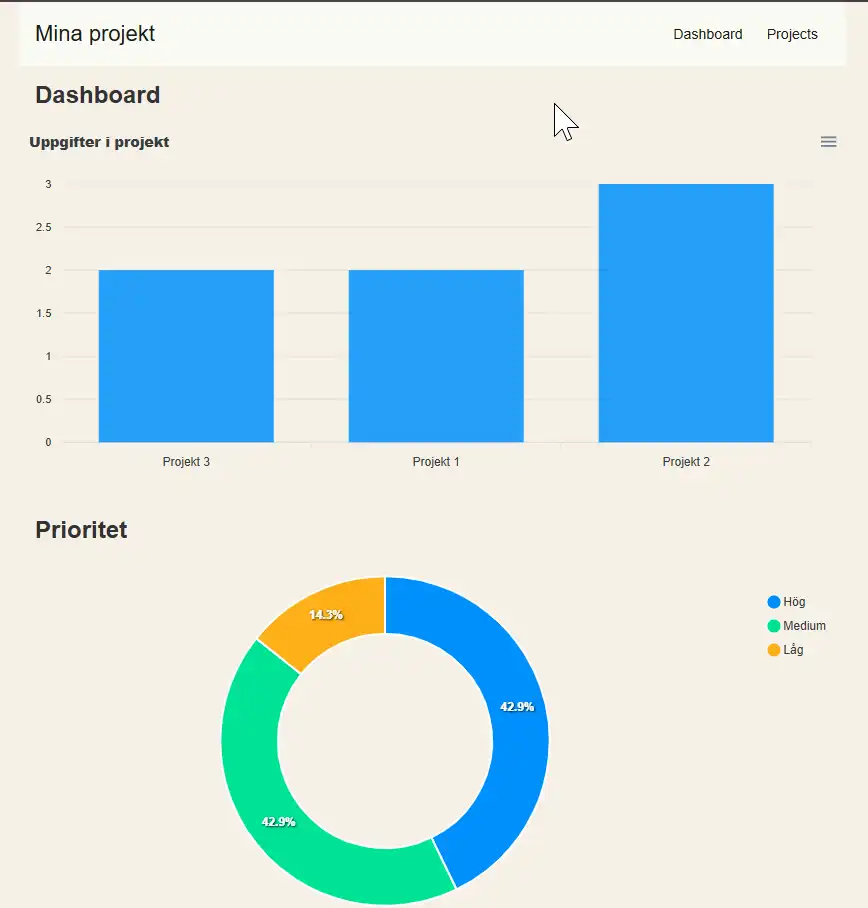 Mina projekt
Dashboard Projects
Dashboard
Uppgifter i projekt
3
2.5
2
1.5
1
0.5
0
Projekt 3 Projekt 1 Projekt 2
Prioritet
14.3%
42.9%
42.9%
Hög
Medium
Låg